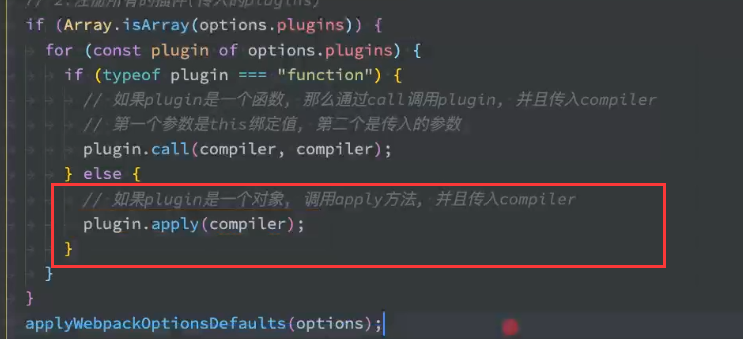 // 2.注册所有的插件(传入的plugins)
if (Array.isArray(options.plugins)) {
for (const plugin of options.plugins) {
if (typeof plugin === "function") {
// 如果plugin是一个函数, 那么通过call调用plugin, 并且传入compiler
// 第一个参数是this绑定值, 第二个是传入的参数
plugin.call(compiler, compiler);
} else {
// 如果plugin是一个对象, 调用apply方法, 并且传入compiler
plugin.apply(compiler);
}
}
}
applyWebpackOptionsDefaults(options);